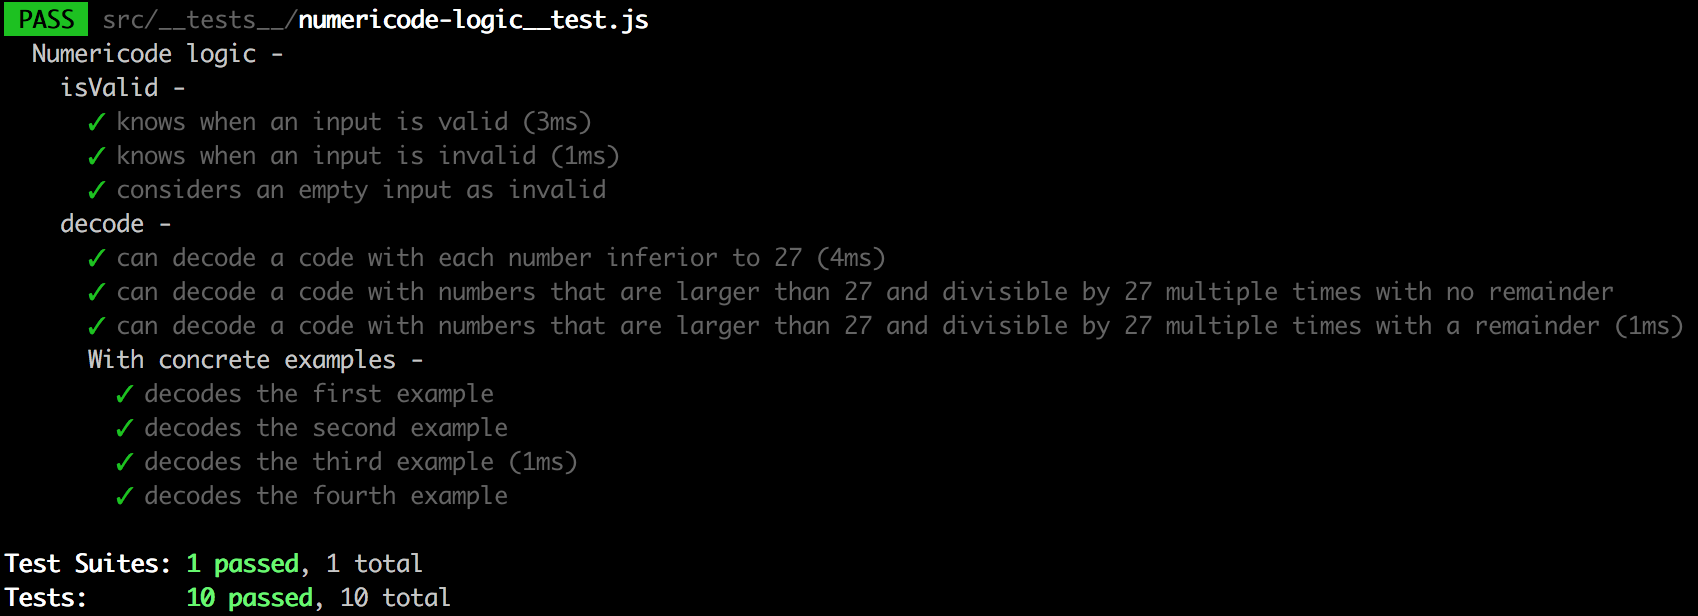 PASS src/__tests__/numericode-logic__test.js
Numericode logic -
isValid -
✓ knows when an input is valid (3ms)
✓ knows when an input is invalid (1ms)
✓ considers an empty input as invalid
decode -
✓ can decode a code with each number inferior to 27 (4ms)
✓ can decode a code with numbers that are larger than 27 and divisible by 27 multiple times with no remainder
✓ can decode a code with numbers that are larger than 27 and divisible by 27 multiple times with a remainder (1ms)
With concrete examples -
✓ decodes the first example
✓ decodes the second example
✓ decodes the third example (1ms)
✓ decodes the fourth example
Test Suites: 1 passed, 1 total
Tests: 10 passed, 10 total